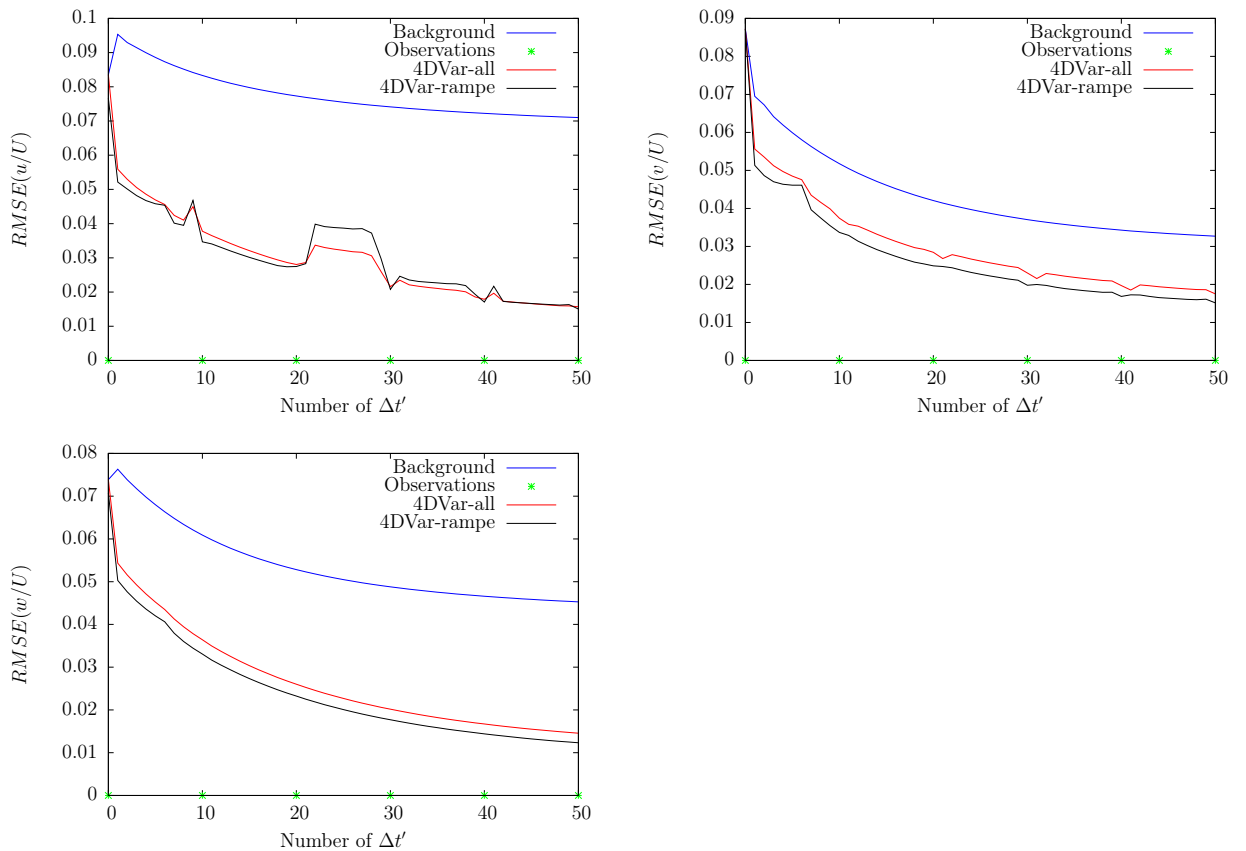 0.1
0.09
0.08
0.07
0.06
0.05
0.04
0.03
0.02
0.01
0
RMSE(u/U)
Background
Observations
4DVar-all
4DVar-rampe
0 10 20 30 40 50
Number of Δt′
0.09
0.08
0.07
0.06
0.05
0.04
0.03
0.02
0.01
0
RMSE(v/U)
Background
Observations
4DVar-all
4DVar-rampe
0 10 20 30 40 50
Number of Δt′
0.08
0.07
0.06
0.05
0.04
0.03
0.02
0.01
0
RMSE(w/U)
Background
Observations
4DVar-all
4DVar-rampe
0 10 20 30 40 50
Number of Δt′